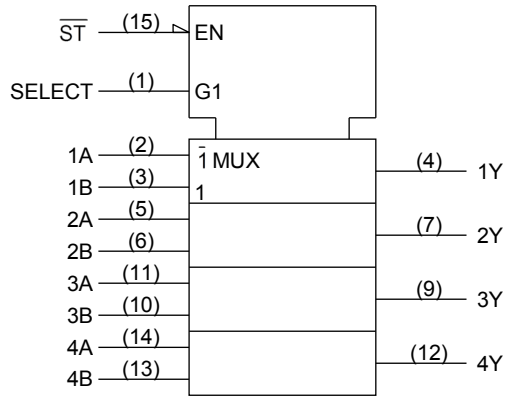 S̅T̅ (15) EN
SELECT (1) G1
1A (2) 1̅ MUX (4) 1Y
1B (3) 1
2A (5) (7) 2Y
2B (6)
3A (11) (9) 3Y
3B (10)
4A (14) (12) 4Y
4B (13)